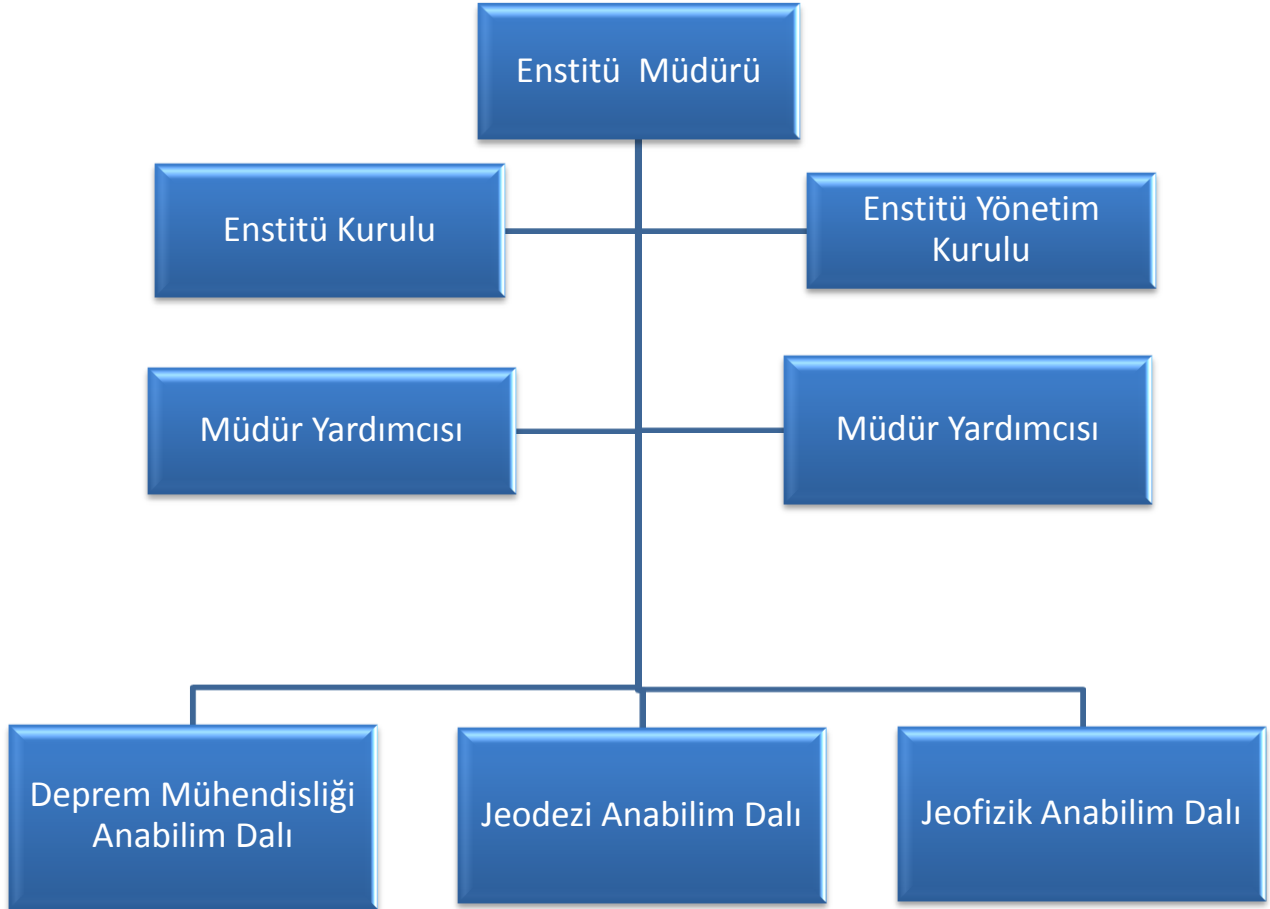 Enstitü  Müdürü
Enstitü Kurulu
Enstitü Yönetim
Kurulu
Müdür Yardımcısı
Müdür Yardımcısı
Deprem Mühendisliği
Anabilim Dalı
Jeodezi Anabilim Dalı
Jeofizik Anabilim Dalı